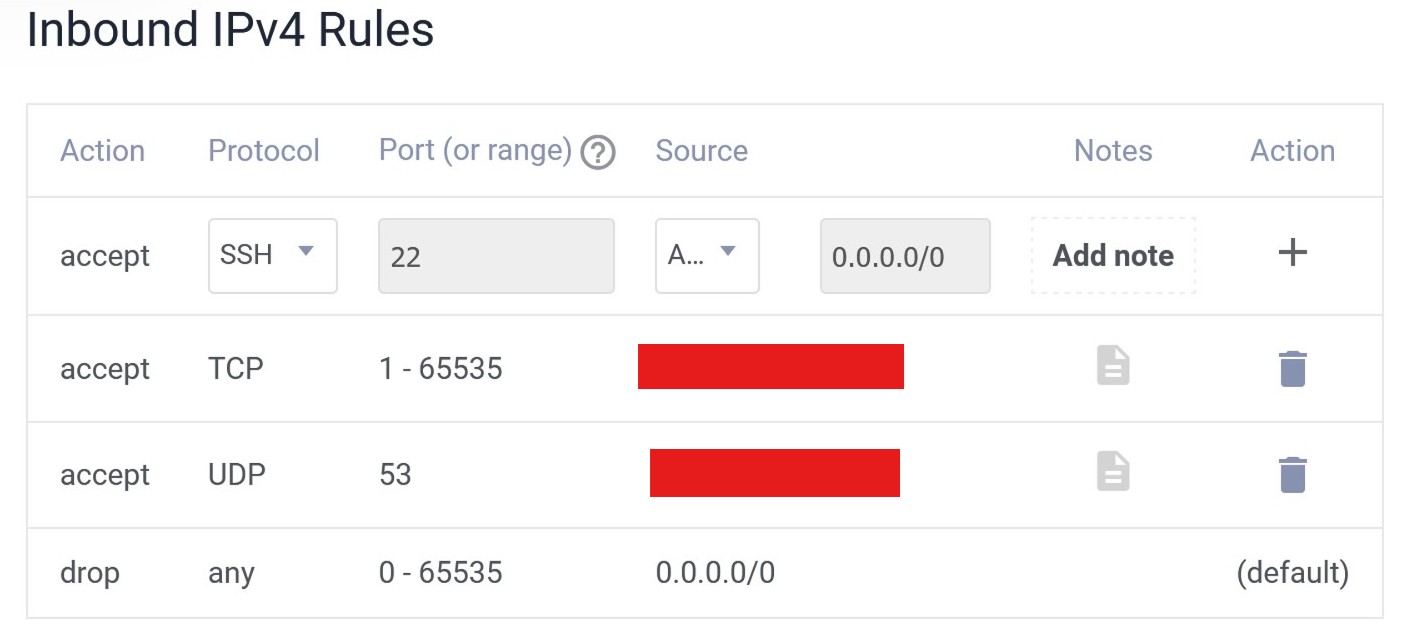 Inbound IPv4 Rules
Action Protocol Port (or range) ? Source Notes Action
accept SSH 22 A... 0.0.0.0/0 Add note +
accept TCP 1 - 65535
accept UDP 53
drop any 0 - 65535 0.0.0.0/0 (default)